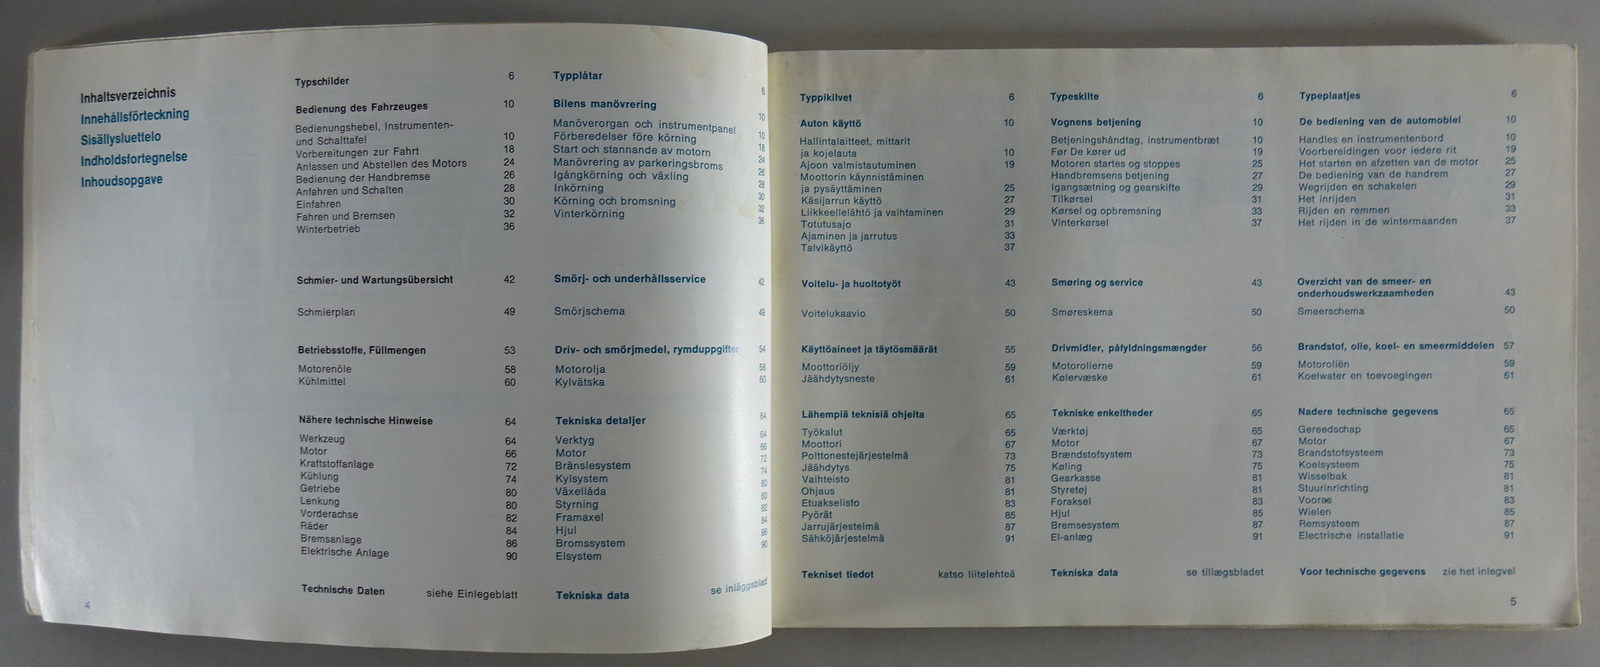 Inhaltsverzeichnis
Innehållsförteckning
Sisällysluettelo
Indholdsfortegnelse
Inhoudsopgave
Typschilder 6
Bedienung des Fahrzeuges 10
Bedienungshebel, Instrumenten-
und Schalttafel 10
Vorbereitungen zur Fahrt 18
Anlassen und Abstellen des Motors 24
Bedienung der Handbremse 26
Anfahren und Schalten 28
Einfahren 30
Fahren und Bremsen 32
Winterbetrieb 36
Schmier- und Wartungsübersicht 42
Schmierplan 49
Betriebsstoffe, Füllmengen 53
Motorenöle 58
Kühlmittel 60
Nähere technische Hinweise 64
Werkzeug 64
Motor 66
Kraftstoffanlage 72
Kühlung 74
Getriebe 80
Lenkung 80
Vorderachse 82
Räder 84
Bremsanlage 86
Elektrische Anlage 90
Technische Daten siehe Einlegeblatt
4
Typplåtar 6
Bilens manövrering 10
Manöverorgan och instrumentpanel 10
Förberedelser före körning 18
Start och stannande av motorn 24
Manövrering av parkeringsbroms 26
Igångkörning och växling 28
Inkörning 30
Körning och bromsning 32
Vinterkörning 36
Smörj- och underhållsservice 42
Smörjschema 49
Driv- och smörjmedel, rymduppgifter 54
Motorolja 58
Kylvätska 60
Tekniska detaljer 64
Verktyg 64
Motor 66
Bränslesystem 72
Kylsystem 74
Växellåda 80
Styrning 80
Framaxel 82
Hjul 84
Bromssystem 86
Elsystem 90
Tekniska data se inläggsblad
Typpikilvet 6
Auton käyttö 10
Hallintalaitteet, mittarit
ja kojelauta 10
Ajoon valmistautuminen 19
Moottorin käynnistäminen
ja pysäyttäminen 25
Käsijarrun käyttö 27
Liikkeellelähtö ja vaihtaminen 29
Totutusajo 31
Ajaminen ja jarrutus 33
Talvikäyttö 37
Voitelu- ja huoltotyöt 43
Voitelukaavio 50
Käyttöaineet ja täytösmäärät 55
Moottoriöljy 59
Jäähdytysneste 61
Lähempiä teknisiä ohjeita 65
Työkalut 65
Moottori 67
Polttonestejärjestelmä 73
Jäähdytys 75
Vaihteisto 81
Ohjaus 81
Etuakselisto 83
Pyörät 85
Jarrujärjestelmä 87
Sähköjärjestelmä 91
Tekniset tiedot katso liitelehteä
Typeskilte 6
Vognens betjening 10
Betjeningshåndtag, instrumentbræt 10
Før De kører ud 19
Motoren startes og stoppes 25
Handbremsens betjening 27
Igangsætning og gearskifte 29
Tilkørsel 31
Kørsel og opbremsning 33
Vinterkørsel 37
Smøring og service 43
Smøreskema 50
Drivmidler, påfyldningsmængder 56
Motorolierne 59
Kølervæske 61
Tekniske enkeltheder 65
Værktøj 65
Motor 67
Brændstofsystem 73
Køling 75
Gearkasse 81
Styretøj 81
Foraksel 83
Hjul 85
Bremsesystem 87
El-anlæg 91
Tekniska data se tillægsbladet
Typeplaatjes 6
De bediening van de automobiel 10
Handles en instrumentenbord 10
Voorbereidingen voor iedere rit 19
Het starten en afzetten van de motor 25
De bediening van de handrem 27
Wegrijden en schakelen 29
Het inrijden 31
Rijden en remmen 33
Het rijden in de wintermaanden 37
Overzicht van de smeer- en
onderhoudswerkzaamheden 43
Smeerschema 50
Brandstof, olie, koel- en smeermiddelen 57
Motoroliën 59
Koelwater en toevoegingen 61
Nadere technische gegevens 65
Gereedschap 65
Motor 67
Brandstofsysteem 73
Koelsysteem 75
Wisselbak 81
Stuurinrichting 81
Vooras 83
Wielen 85
Remsysteem 87
Electrische installatie 91
Voor technische gegevens zie het inlegvel
5